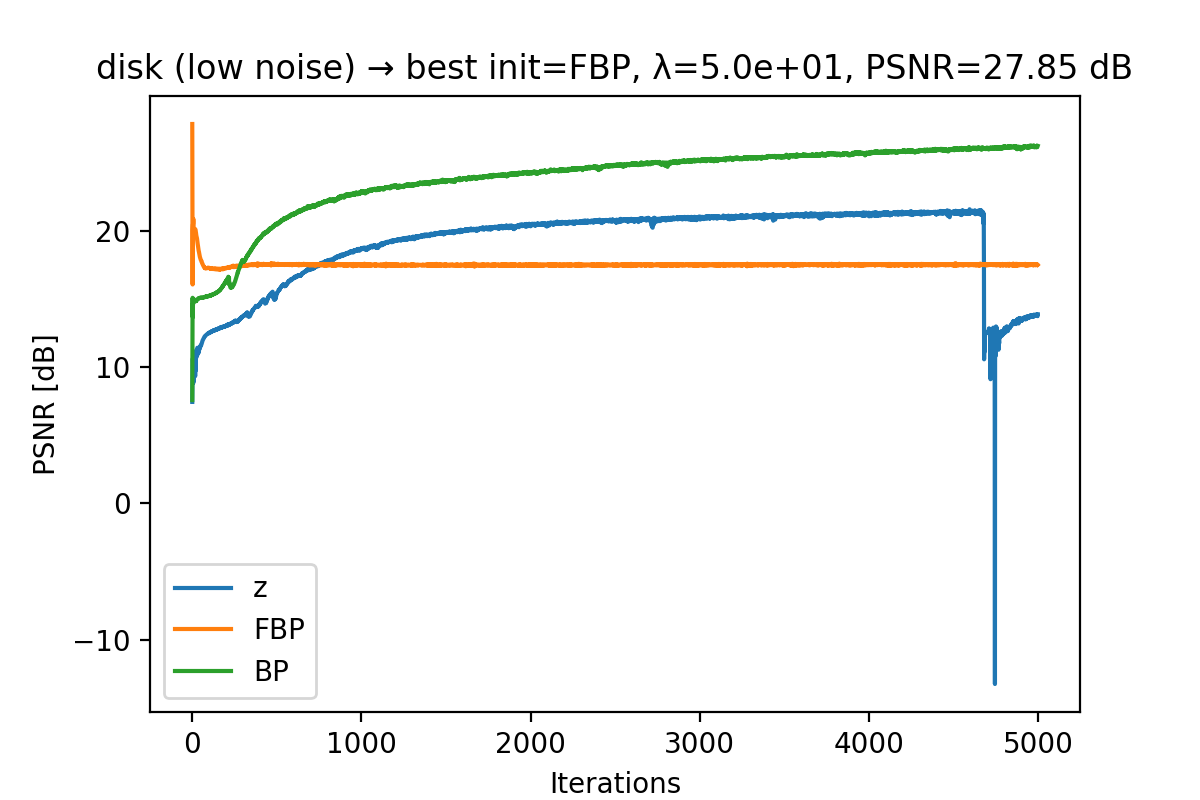 disk (low noise) → best init=FBP, λ=5.0e+01, PSNR=27.85 dB
PSNR [dB]
20
10
0
−10
z
FBP
BP
0 1000 2000 3000 4000 5000
Iterations